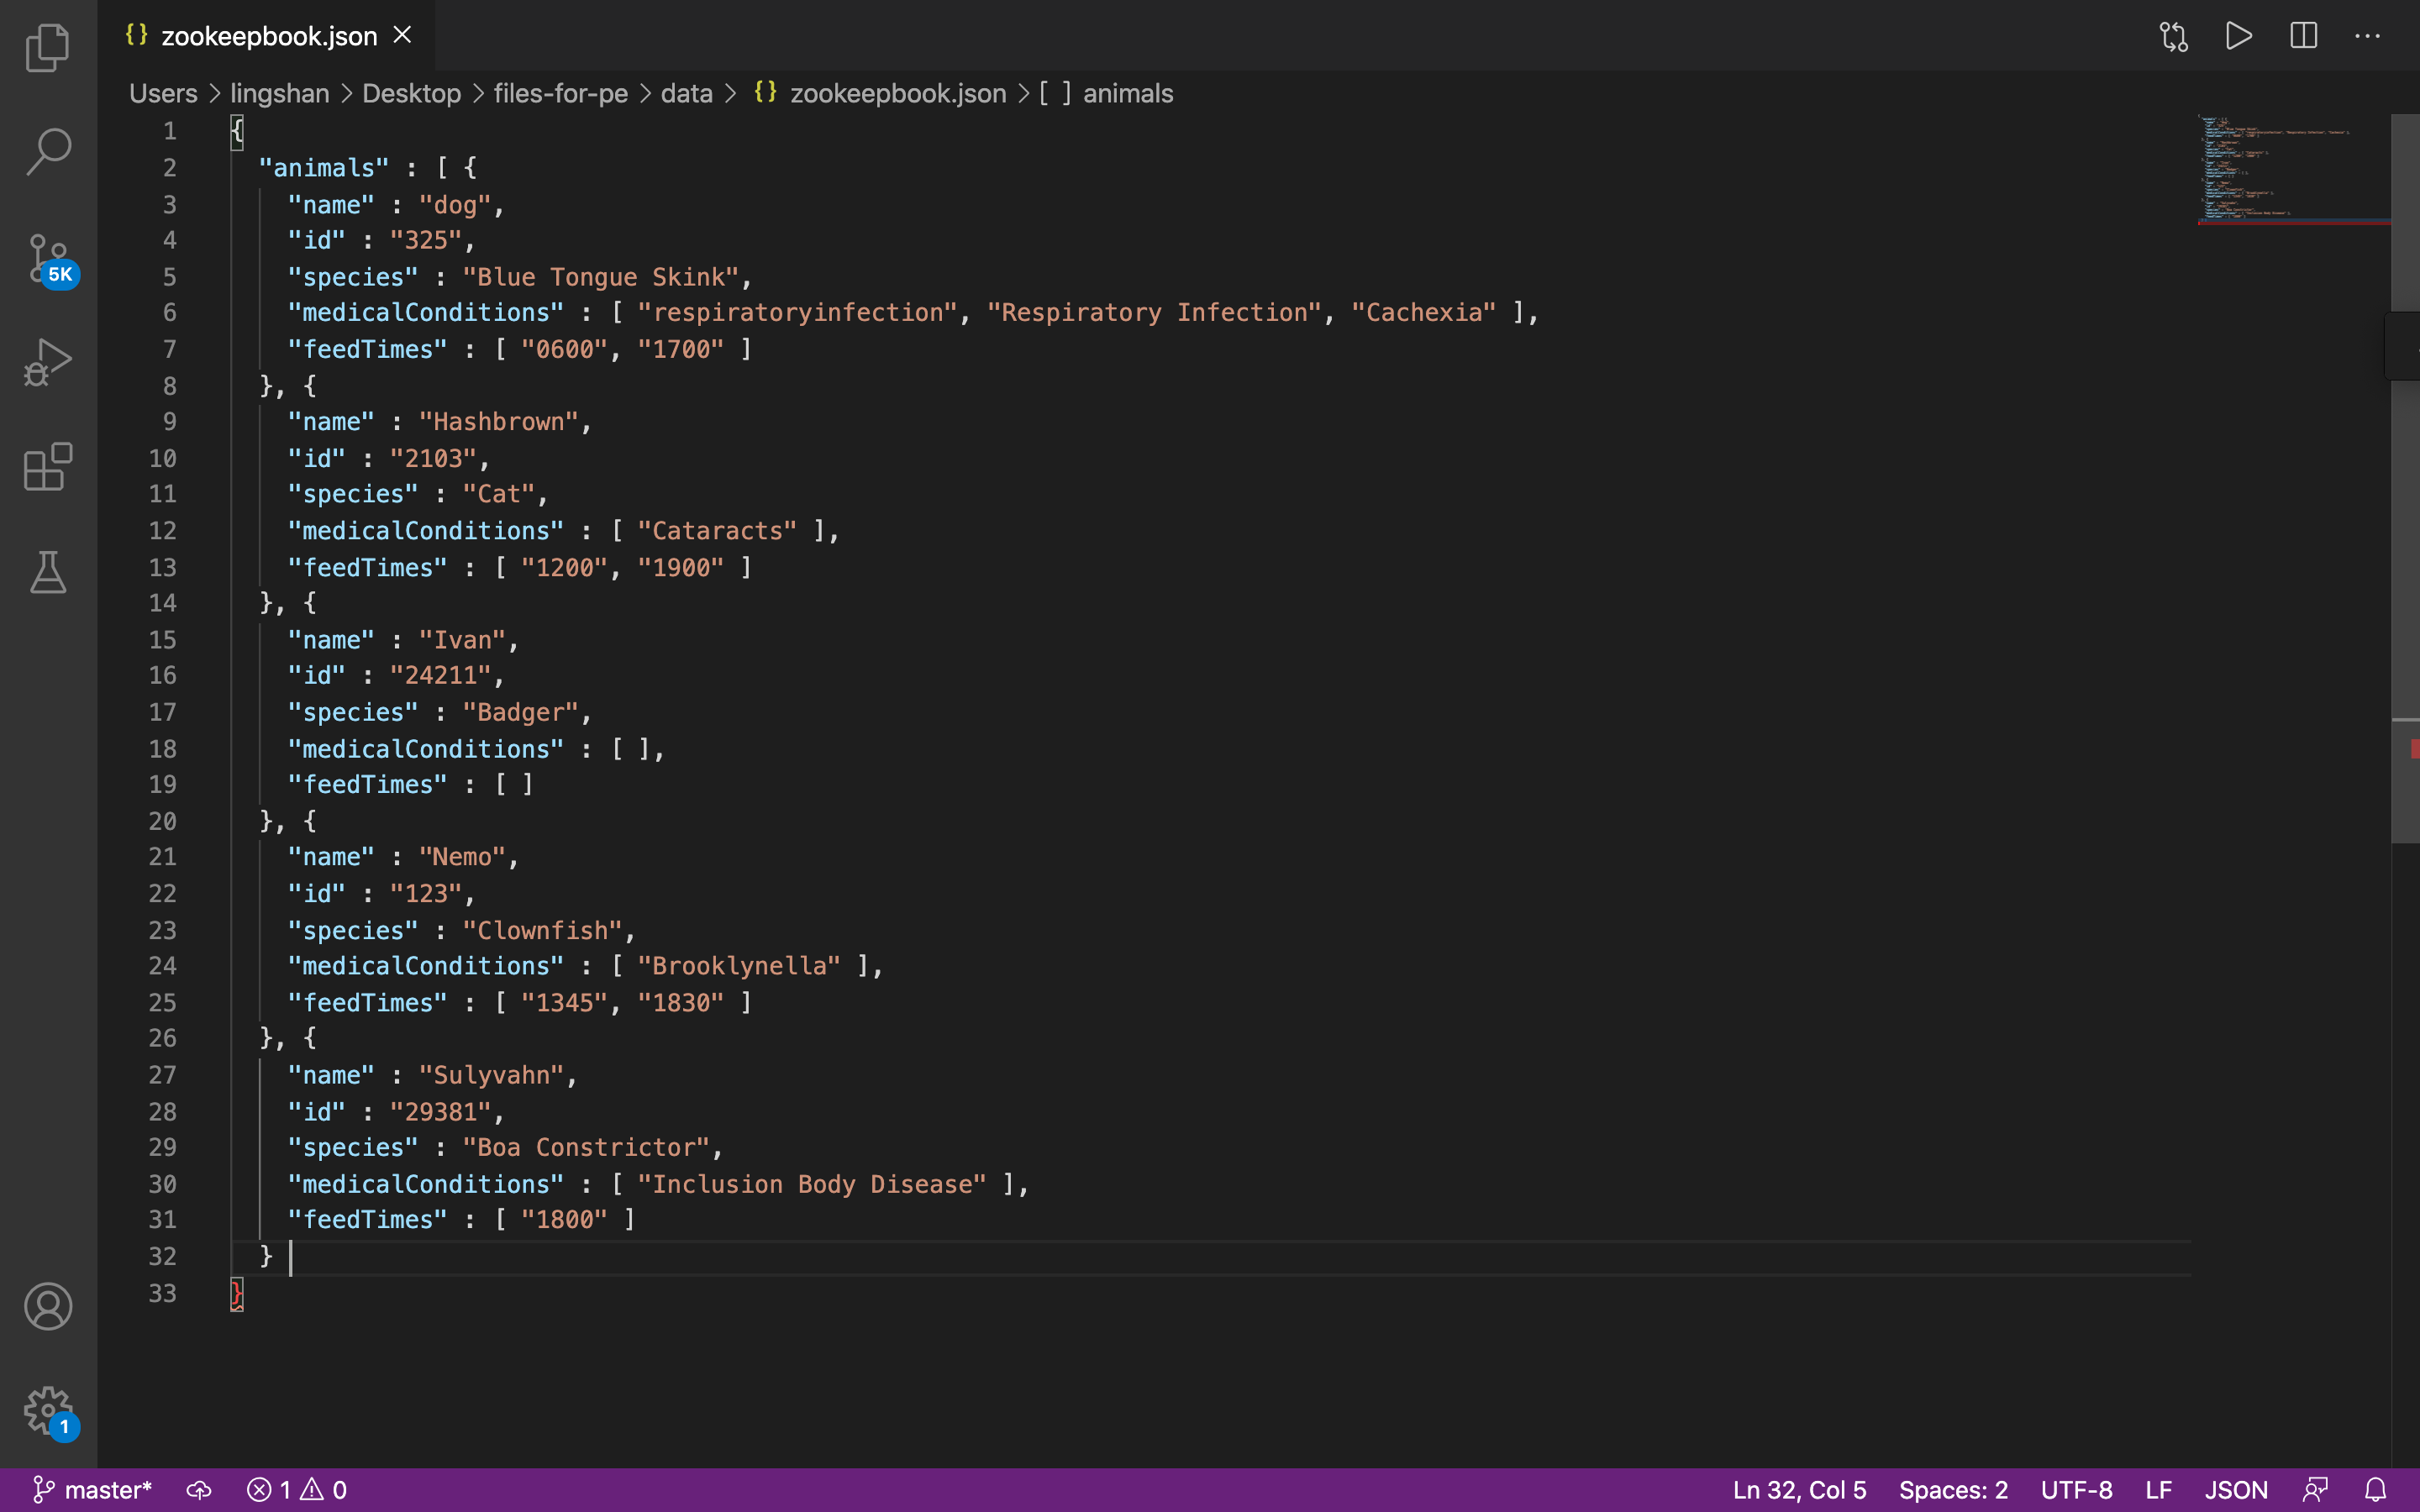 {} zookeepbook.json
Users > lingshan > Desktop > files-for-pe > data > {} zookeepbook.json > [ ] animals
1 {
2 "animals" : [ {
3 "name" : "dog",
4 "id" : "325",
5 "species" : "Blue Tongue Skink",
6 "medicalConditions" : [ "respiratoryinfection", "Respiratory Infection", "Cachexia" ],
7 "feedTimes" : [ "0600", "1700" ]
8 }, {
9 "name" : "Hashbrown",
10 "id" : "2103",
11 "species" : "Cat",
12 "medicalConditions" : [ "Cataracts" ],
13 "feedTimes" : [ "1200", "1900" ]
14 }, {
15 "name" : "Ivan",
16 "id" : "24211",
17 "species" : "Badger",
18 "medicalConditions" : [ ],
19 "feedTimes" : [ ]
20 }, {
21 "name" : "Nemo",
22 "id" : "123",
23 "species" : "Clownfish",
24 "medicalConditions" : [ "Brooklynella" ],
25 "feedTimes" : [ "1345", "1830" ]
26 }, {
27 "name" : "Sulyvahn",
28 "id" : "29381",
29 "species" : "Boa Constrictor",
30 "medicalConditions" : [ "Inclusion Body Disease" ],
31 "feedTimes" : [ "1800" ]
32 }
33 }
5K
1
master* 1 0 Ln 32, Col 5 Spaces: 2 UTF-8 LF JSON